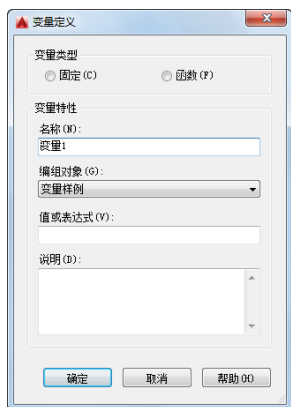 变量定义
变量类型
固定(C) 函数(F)
变量特性
名称(N):
变量1
编组对象(G):
变量样例
值或表达式(V):
说明(D):
确定 取消 帮助(H)